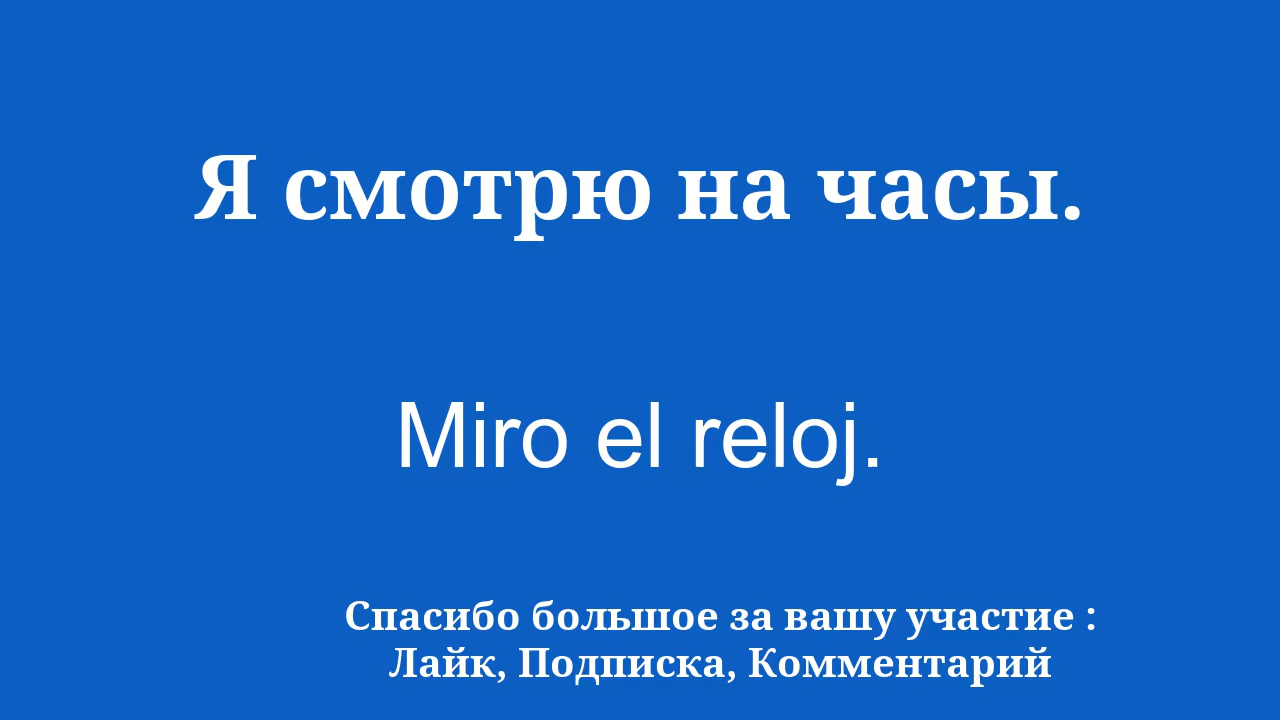 Я смотрю на часы.
Miro el reloj.
Спасибо большое за вашу участие :
Лайк, Подписка, Комментарий